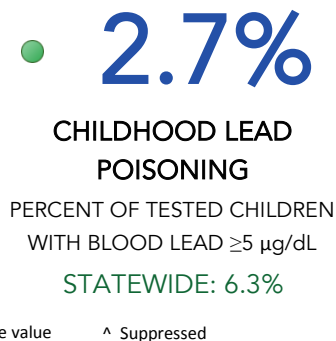 2.7%
CHILDHOOD LEAD
POISONING
PERCENT OF TESTED CHILDREN
WITH BLOOD LEAD ≥5 µg/dL
STATEWIDE: 6.3%
e value ^ Suppressed